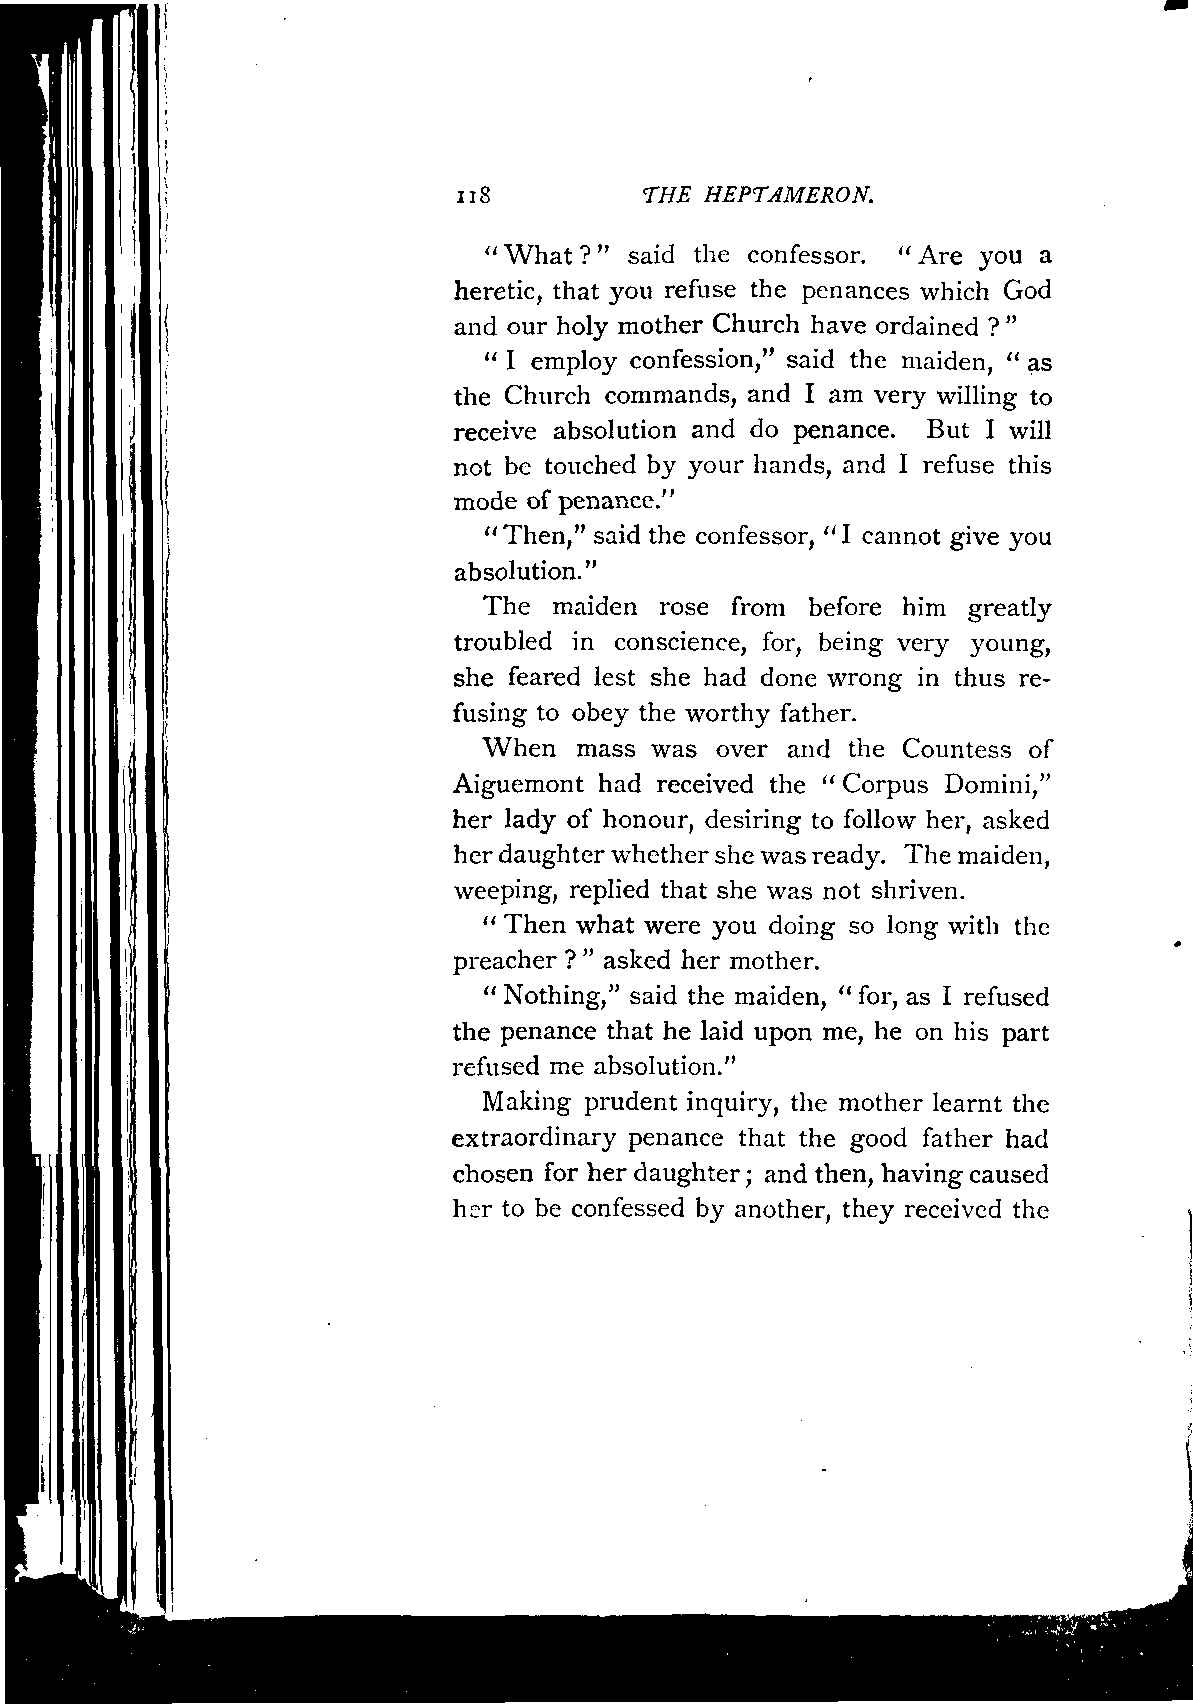 118 THE HEPTAMERON.
"What?" said the confessor. "Are you a
heretic, that you refuse the penances which God
and our holy mother Church have ordained ?"
"I employ confession," said the maiden, "as
the Church commands, and I am very willing to
receive absolution and do penance. But I will
not be touched by your hands, and I refuse this
mode of penance."
"Then," said the confessor, "I cannot give you
absolution."
The maiden rose from before him greatly
troubled in conscience, for, being very young,
she feared lest she had done wrong in thus re-
fusing to obey the worthy father.
When mass was over and the Countess of
Aiguemont had received the "Corpus Domini,"
her lady of honour, desiring to follow her, asked
her daughter whether she was ready. The maiden,
weeping, replied that she was not shriven.
"Then what were you doing so long with the
preacher ?" asked her mother.
"Nothing," said the maiden, "for, as I refused
the penance that he laid upon me, he on his part
refused me absolution."
Making prudent inquiry, the mother learnt the
extraordinary penance that the good father had
chosen for her daughter; and then, having caused
her to be confessed by another, they received the